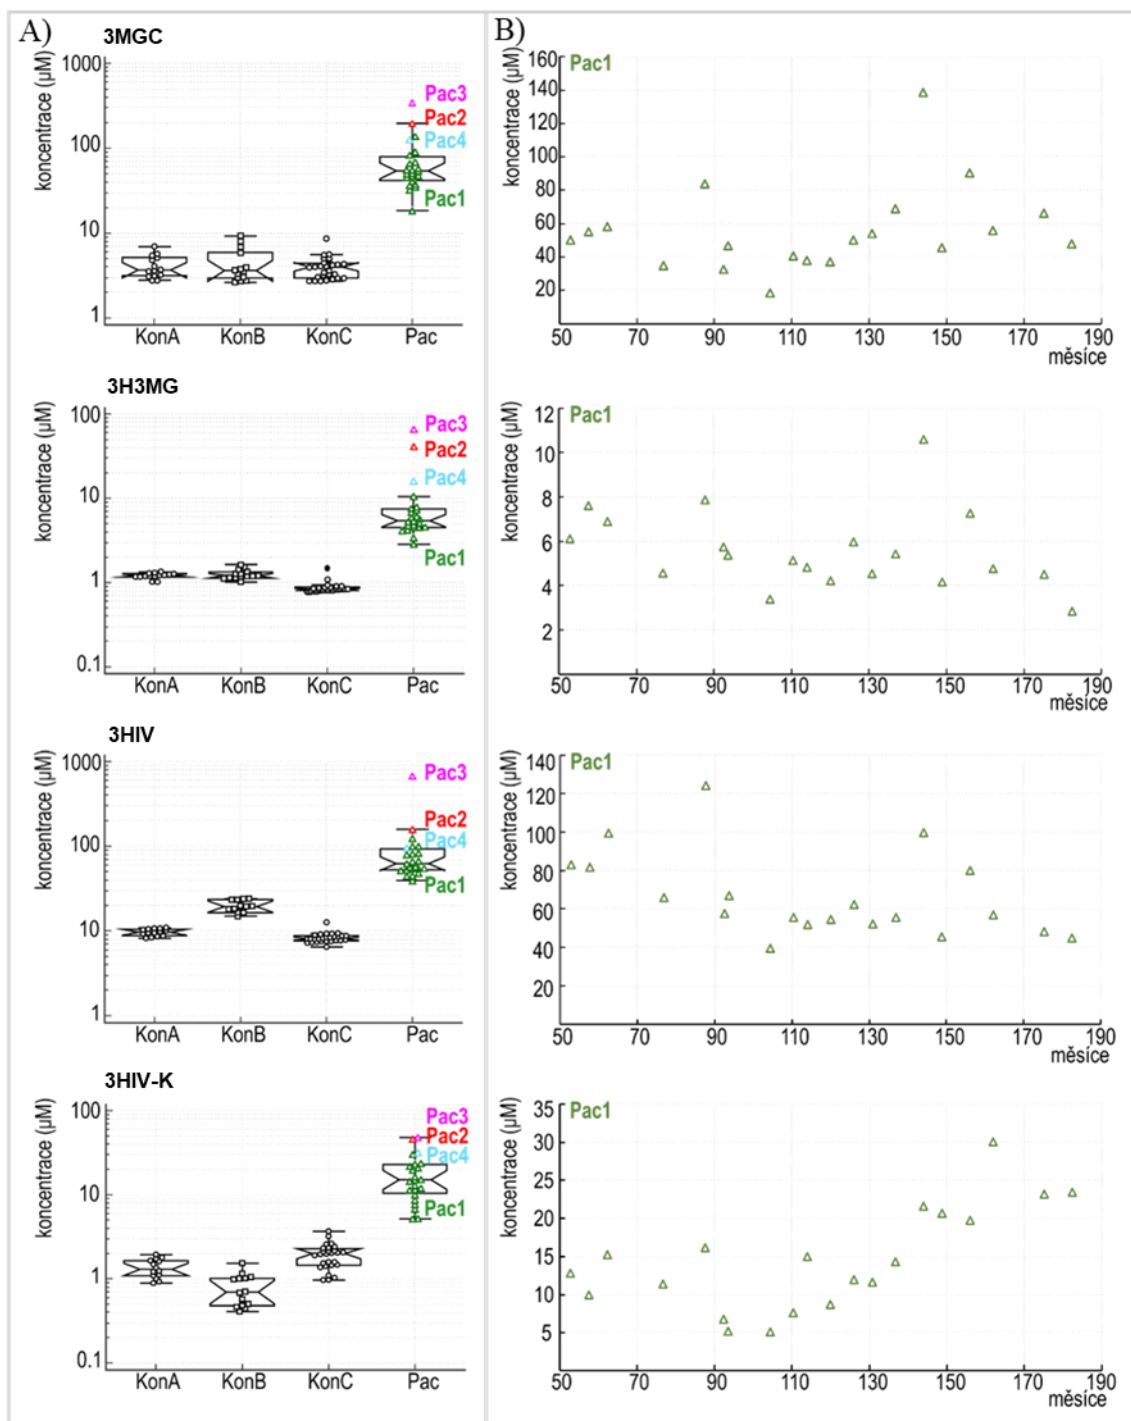 A)
3MGC
koncentrace (µM)
1000
100
10
1
Pac3
Pac2
Pac4
Pac1
KonA KonB KonC Pac
B)
koncentrace (µM)
Pac1
160
140
120
100
80
60
40
20
50 70 90 110 130 150 170 190
měsíce
3H3MG
koncentrace (µM)
100
10
1
0.1
Pac3
Pac2
Pac4
Pac1
KonA KonB KonC Pac
koncentrace (µM)
Pac1
12
10
8
6
4
2
50 70 90 114 130 150 170 190
měsíce
3HIV
koncentrace (µM)
1000
100
10
1
Pac3
Pac2
Pac4
Pac1
KonA KonB KonC Pac
koncentrace (µM)
Pac1
140
120
100
80
60
40
20
50 70 90 110 130 150 170 190
měsíce
3HIV-K
koncentrace (µM)
100
10
1
0.1
Pac3
Pac2
Pac4
Pac1
KonA KonB KonC Pac
koncentrace (µM)
Pac1
35
30
25
20
15
10
5
50 70 90 114 130 150 170 190
měsíce